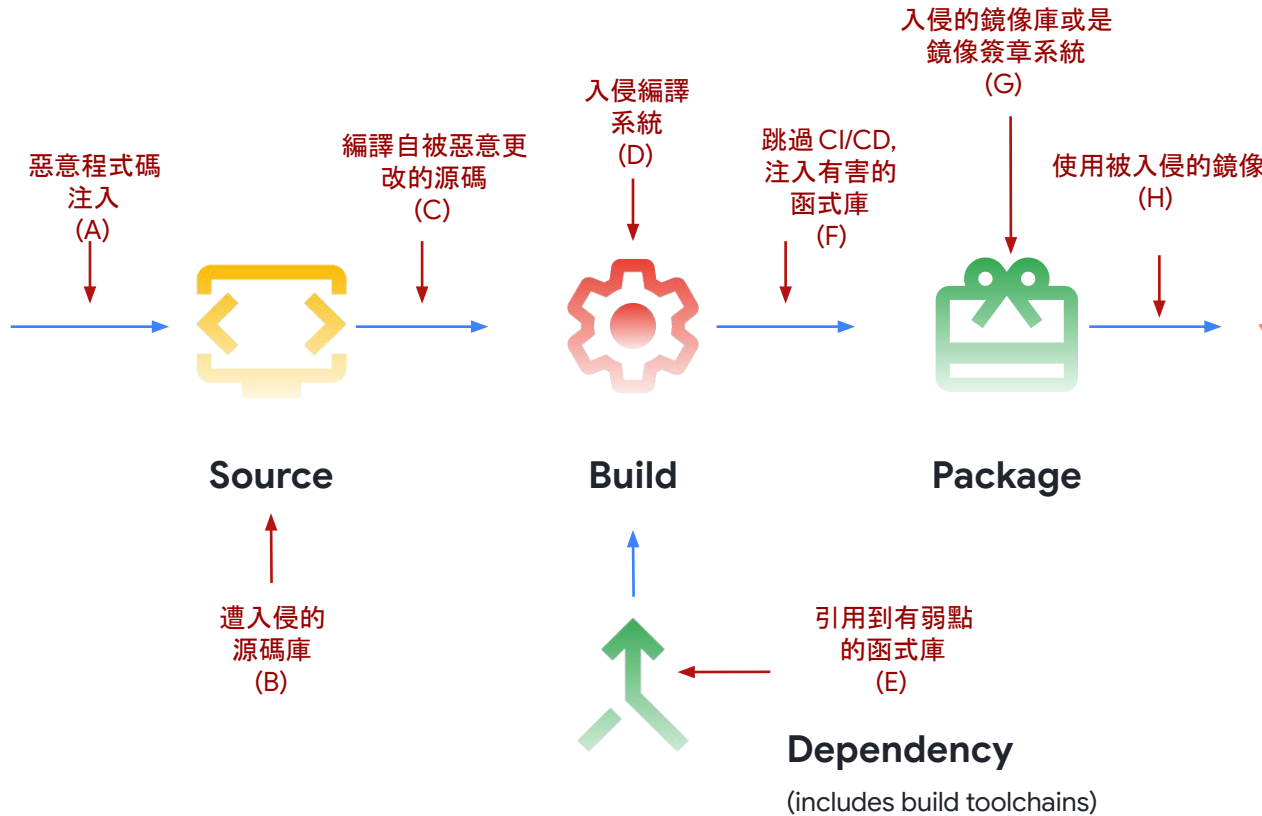 惡意程式碼
注入
(A)
編譯自被惡意更
改的源碼
(C)
入侵編譯
系統
(D)
跳過 CI/CD,
注入有害的
函式庫
(F)
入侵的鏡像庫或是
鏡像簽章系統
(G)
使用被入侵的鏡像
(H)
Source
Build
Package
遭入侵的
源碼庫
(B)
引用到有弱點
的函式庫
(E)
Dependency
(includes build toolchains)